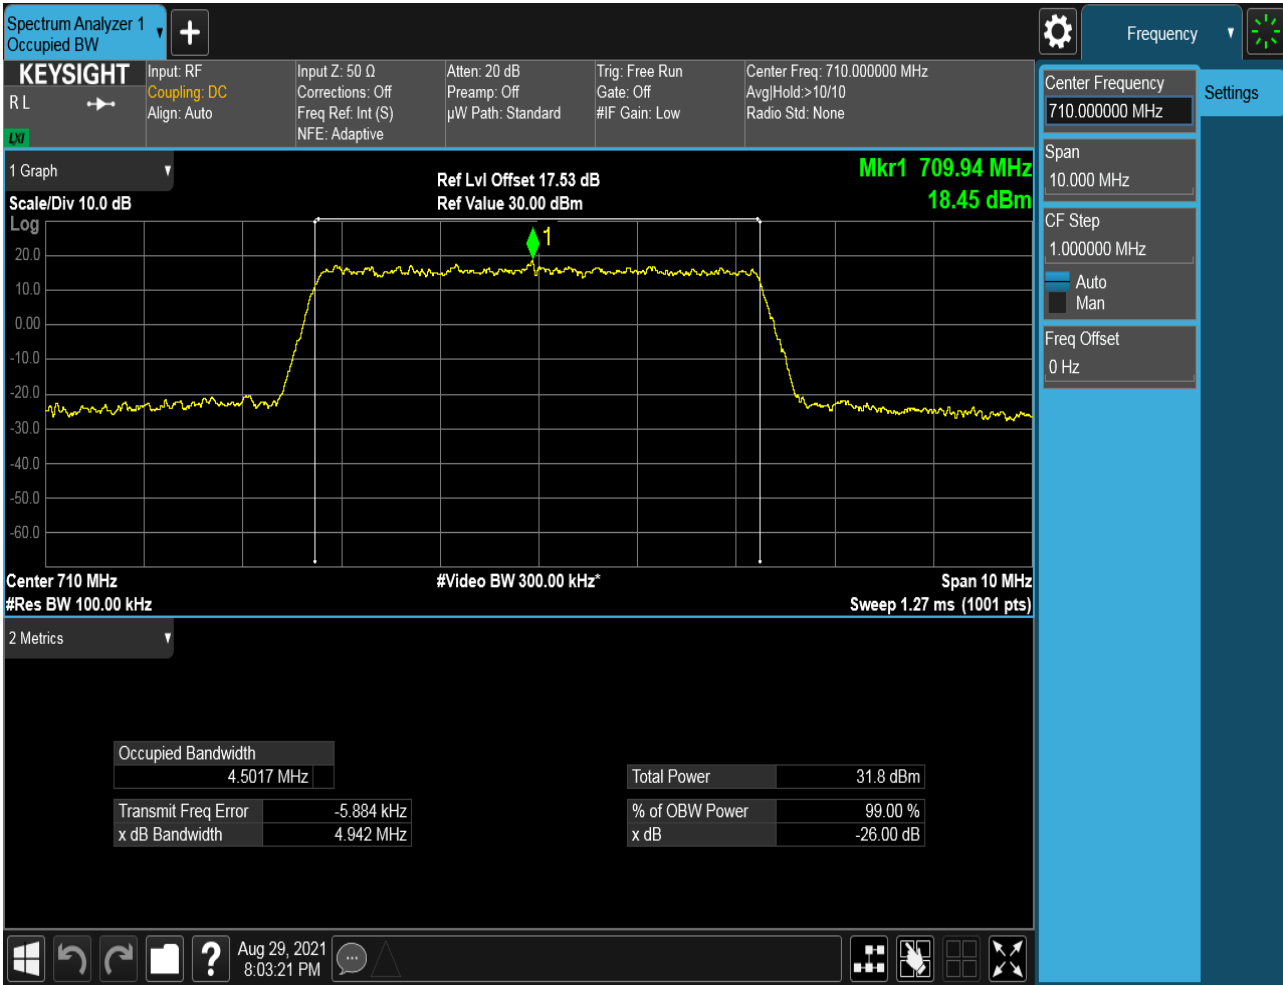 Spectrum Analyzer 1
Occupied BW
+
Frequency
KEYSIGHT
R L
LXI
Input: RF
Coupling: DC
Align: Auto
Input Z: 50 Ω
Corrections: Off
Freq Ref: Int (S)
NFE: Adaptive
Atten: 20 dB
Preamp: Off
µW Path: Standard
Trig: Free Run
Gate: Off
#IF Gain: Low
Center Freq: 710.000000 MHz
Avg|Hold:>10/10
Radio Std: None
Center Frequency
710.000000 MHz
Settings
Span
10.000 MHz
CF Step
1.000000 MHz
Auto
Man
Freq Offset
0 Hz
1 Graph
Scale/Div 10.0 dB
Ref Lvl Offset 17.53 dB
Ref Value 30.00 dBm
Mkr1 709.94 MHz
18.45 dBm
Log
1
20.0
10.0
0.00
-10.0
-20.0
-30.0
-40.0
-50.0
-60.0
Center 710 MHz
#Res BW 100.00 kHz
#Video BW 300.00 kHz*
Span 10 MHz
Sweep 1.27 ms (1001 pts)
2 Metrics
Occupied Bandwidth
4.5017 MHz
Transmit Freq Error -5.884 kHz
x dB Bandwidth 4.942 MHz
Total Power 31.8 dBm
% of OBW Power 99.00 %
x dB -26.00 dB
?
Aug 29, 2021
8:03:21 PM